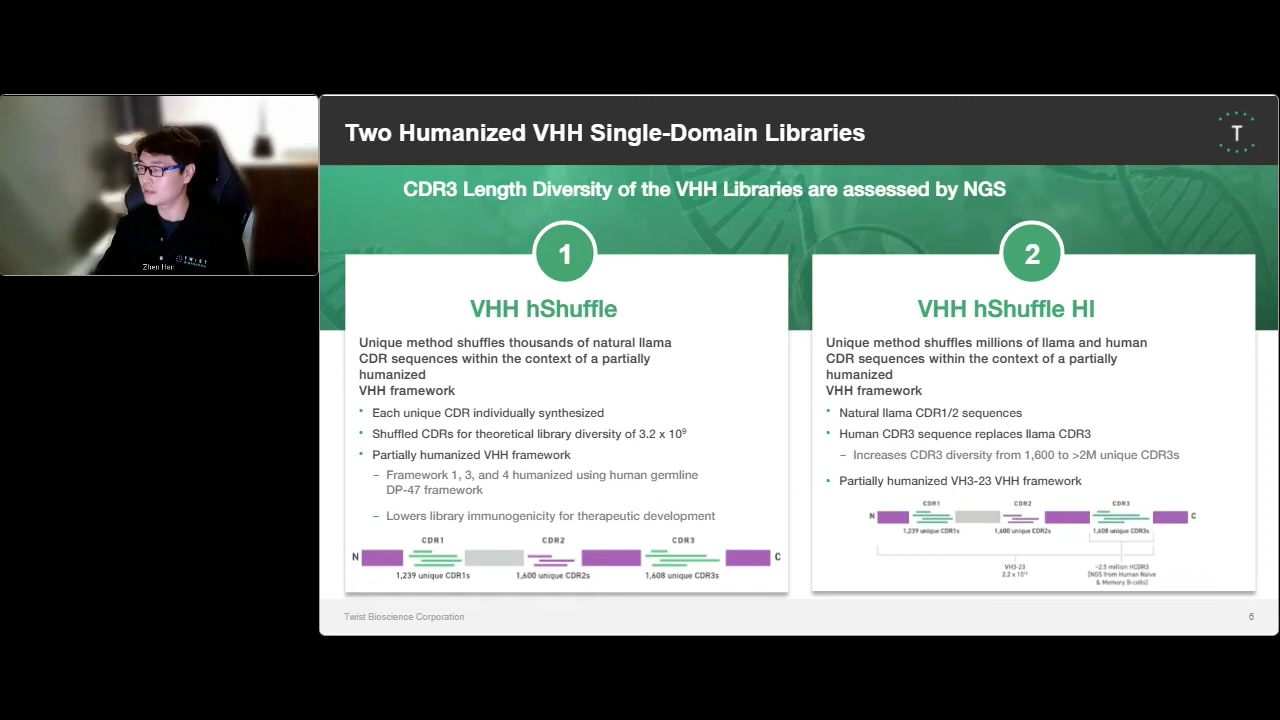 Two Humanized VHH Single-Domain Libraries
T
CDR3 Length Diversity of the VHH Libraries are assessed by NGS
1
VHH hShuffle
Unique method shuffles thousands of natural llama
CDR sequences within the context of a partially
humanized
VHH framework
• Each unique CDR individually synthesized
• Shuffled CDRs for theoretical library diversity of 3.2 x 10⁹
• Partially humanized VHH framework
– Framework 1, 3, and 4 humanized using human germline
DP-47 framework
– Lowers library immunogenicity for therapeutic development
CDR1 CDR2 CDR3
N C
1,239 unique CDR1s 1,600 unique CDR2s 1,608 unique CDR3s
2
VHH hShuffle HI
Unique method shuffles millions of llama and human
CDR sequences within the context of a partially
humanized
VHH framework
• Natural llama CDR1/2 sequences
• Human CDR3 sequence replaces llama CDR3
– Increases CDR3 diversity from 1,600 to >2M unique CDR3s
• Partially humanized VH3-23 VHH framework
CDR1 CDR2 CDR3
N C
1,239 unique CDR1s 1,600 unique CDR2s 1,608 unique CDR3s
VH3-23
2.2 x 10
~2.5 million HCDR3
(NGS from Human Naive
& Memory B-cells)
Twist Bioscience Corporation
6
Zhen Han
TWIST